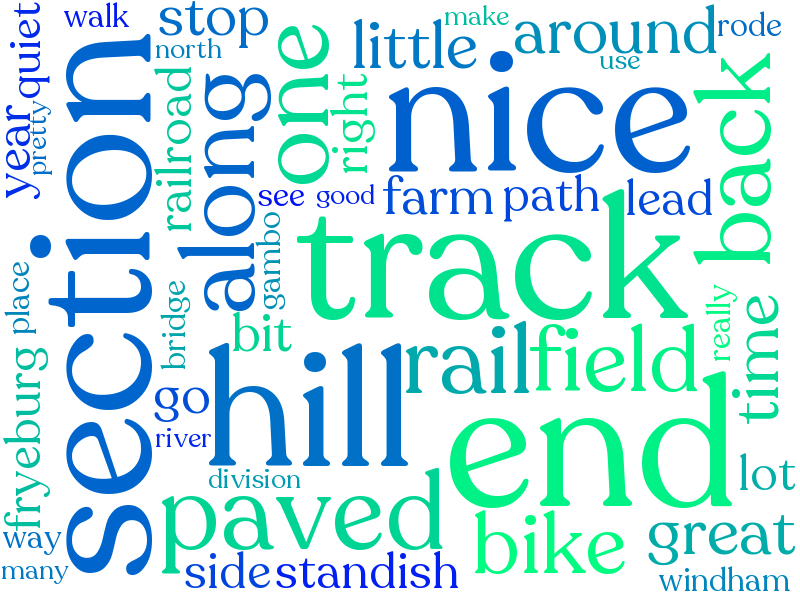 walk
stop
north
make
rode
quiet
section
one
little
around
use
nice
year
pretty
railroad
along
right
back
see
good
farm
path
lead
track
gambo
place
bridge
bit
rail
field
really
time
fryeburg
hill
go
river
end
division
lot
paved
bike
great
way
many
side
standish
windham